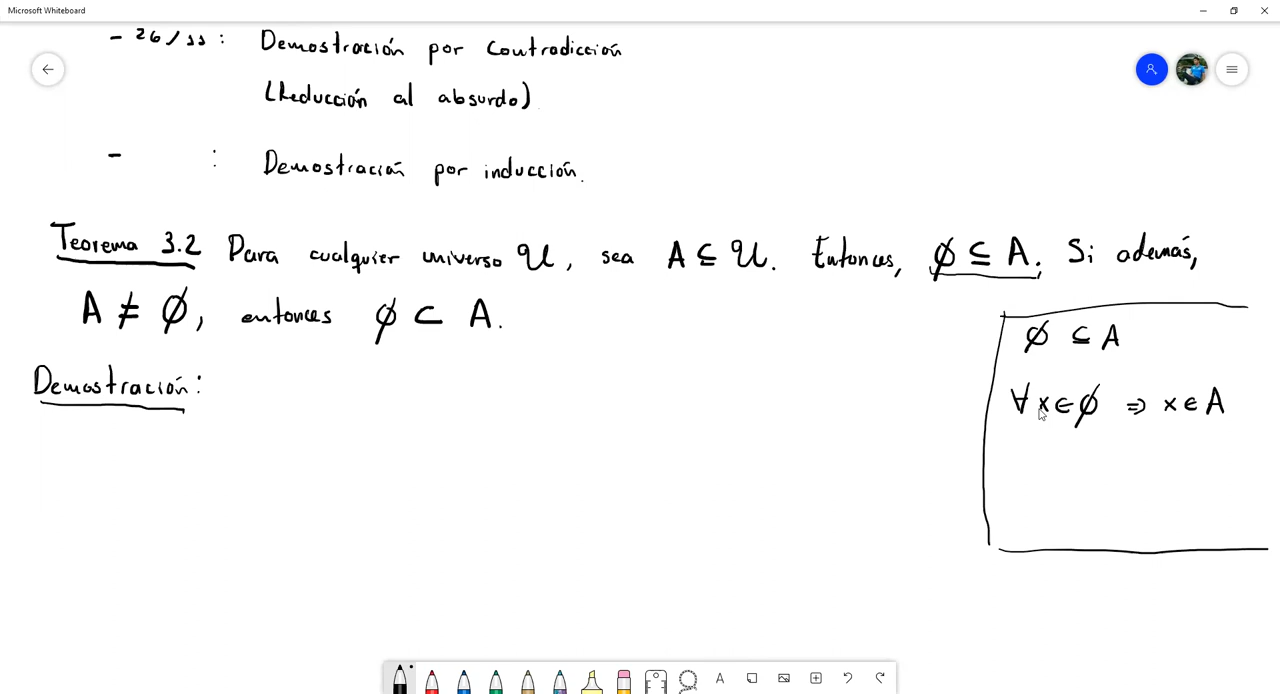 Microsoft Whiteboard
- 26/11 : Demostración por Contradicción
(Reducción al absurdo)
- : Demostración por inducción.
Teorema 3.2 Para cualquier universo 𝒰, sea A ⊆ 𝒰. Entonces, ∅ ⊆ A. Si además,
A ≠ ∅, entonces ∅ ⊂ A.
∅ ⊆ A
Demostración:
∀ x ∈ ∅ ⇒ x ∈ A
A